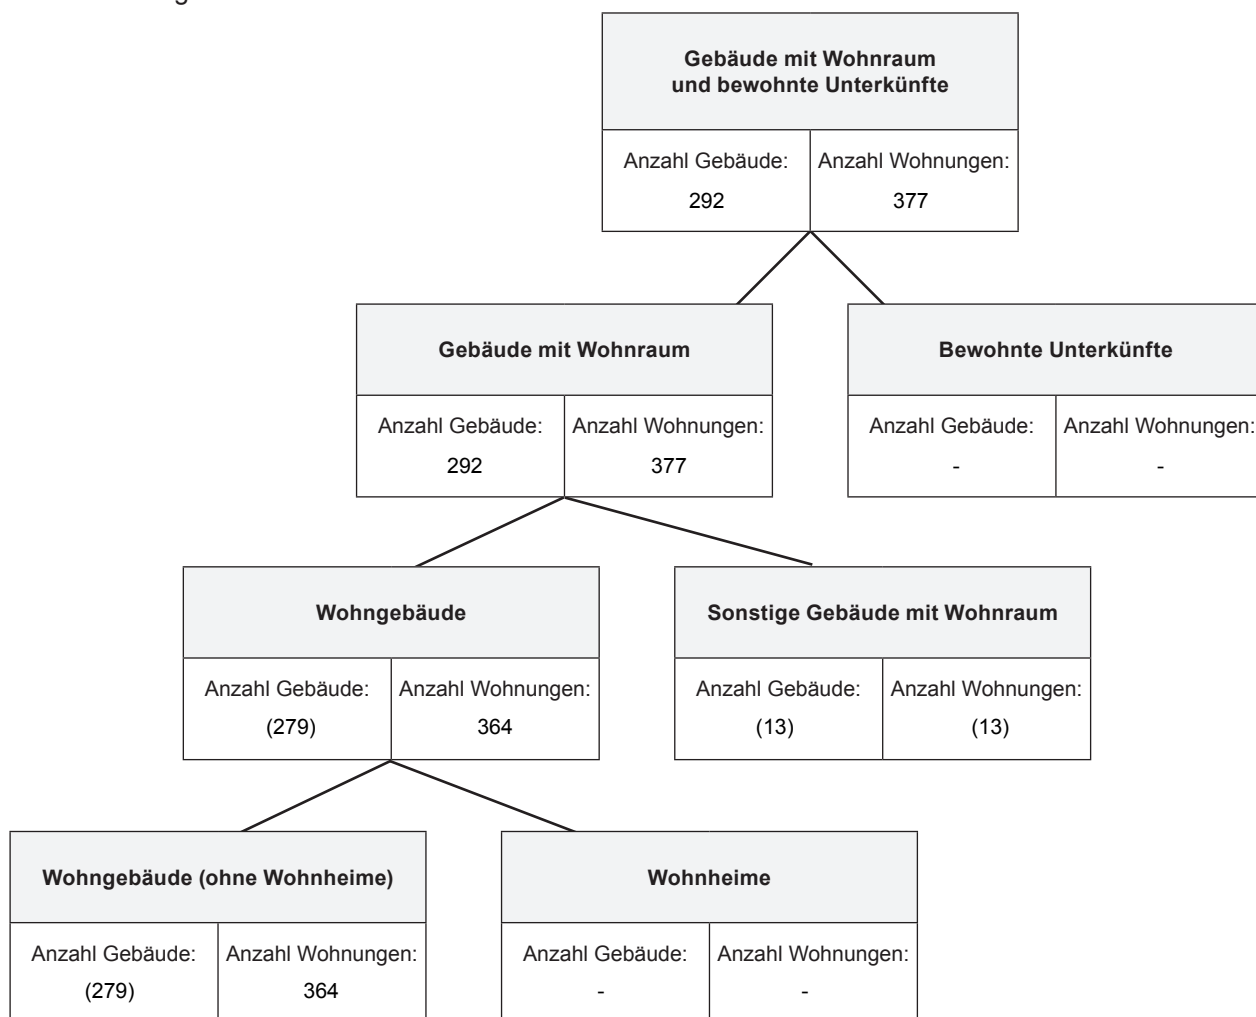 Gebäude mit Wohnraum
und bewohnte Unterkünfte
Anzahl Gebäude: Anzahl Wohnungen:
292 377
Gebäude mit Wohnraum
Bewohnte Unterkünfte
Anzahl Gebäude: Anzahl Wohnungen:
292 377
Anzahl Gebäude: Anzahl Wohnungen:
- -
Wohngebäude
Sonstige Gebäude mit Wohnraum
Anzahl Gebäude: Anzahl Wohnungen:
(279) 364
Anzahl Gebäude: Anzahl Wohnungen:
(13) (13)
Wohngebäude (ohne Wohnheime)
Wohnheime
Anzahl Gebäude: Anzahl Wohnungen:
(279) 364
Anzahl Gebäude: Anzahl Wohnungen:
- -